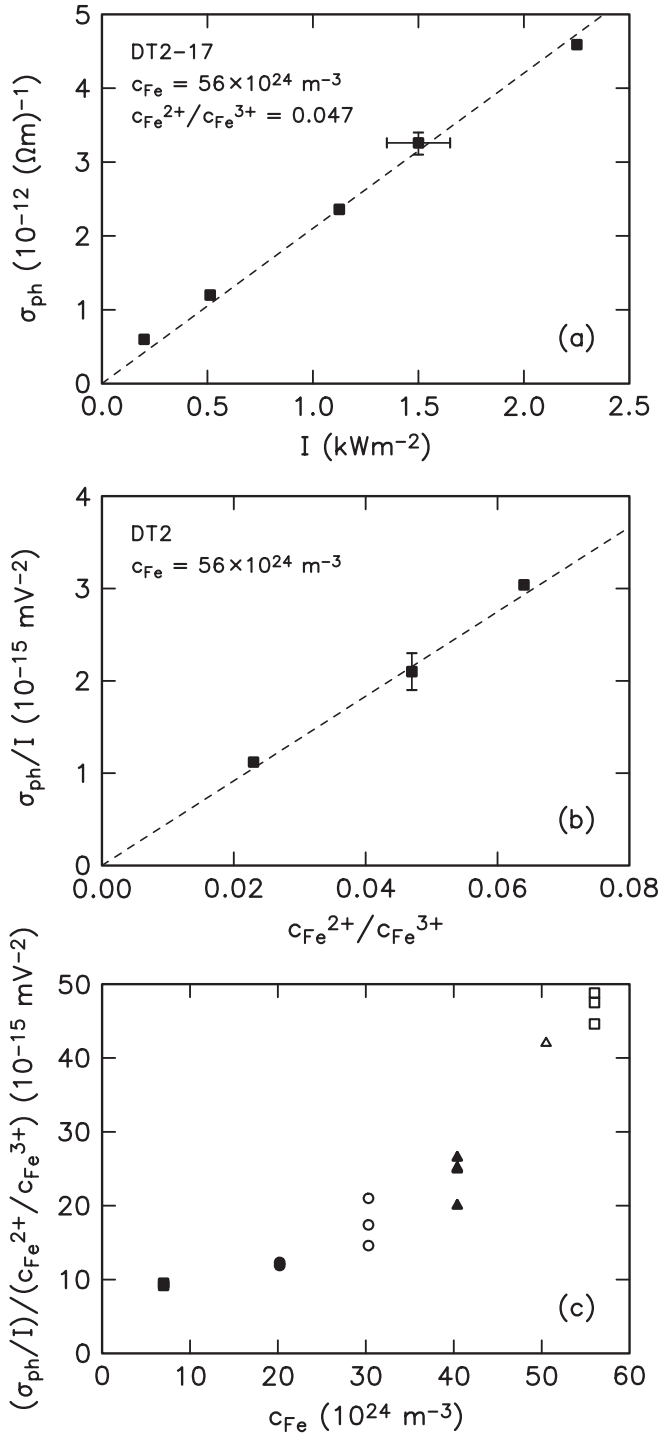 5
4
3
2
1
0
σph (10−12 (Ωm)−1)
DT2−17
cFe = 56×10²⁴ m⁻³
cFe²⁺/cFe³⁺ = 0.047
(a)
0.0 0.5 1.0 1.5 2.0 2.5
I (kWm⁻²)
4
3
2
1
0
σph/I (10⁻¹⁵ mV⁻²)
DT2
cFe = 56×10²⁴ m⁻³
(b)
0.00 0.02 0.04 0.06 0.08
cFe²⁺/cFe³⁺
50
40
30
20
10
0
(σph/I)/(cFe²⁺/cFe³⁺) (10⁻¹⁵ mV⁻²)
(c)
0 10 20 30 40 50 60
cFe (10²⁴ m⁻³)